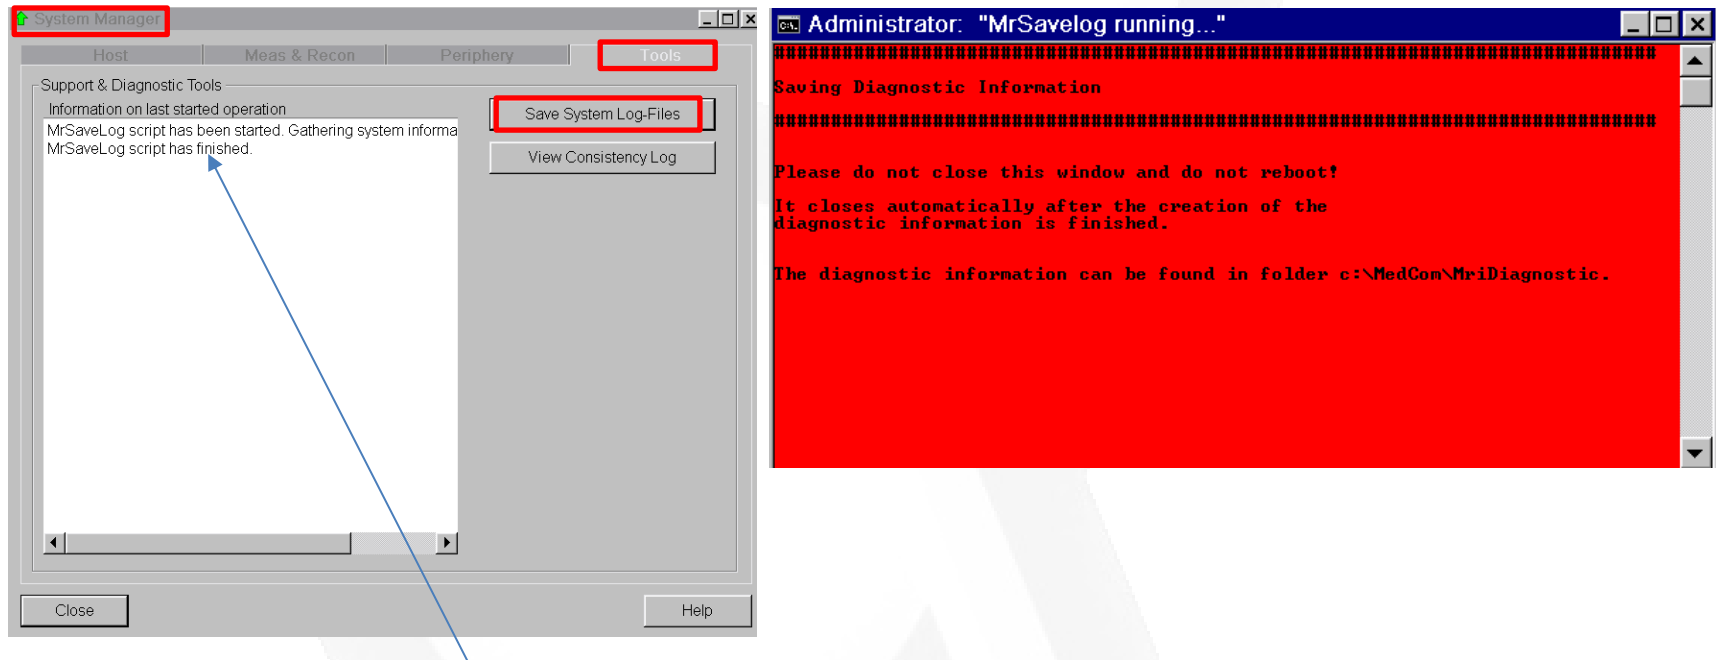 System Manager
Host Meas & Recon Periphery Tools
Support & Diagnostic Tools
Information on last started operation
MrSaveLog script has been started. Gathering system informa
MrSaveLog script has finished.
Save System Log-Files
View Consistency Log
Close
Help
Administrator: "MrSavelog running..."
##############################################################################
Saving Diagnostic Information
##############################################################################
Please do not close this window and do not reboot!
It closes automatically after the creation of the
diagnostic information is finished.
The diagnostic information can be found in folder c:\MedCom\MriDiagnostic.